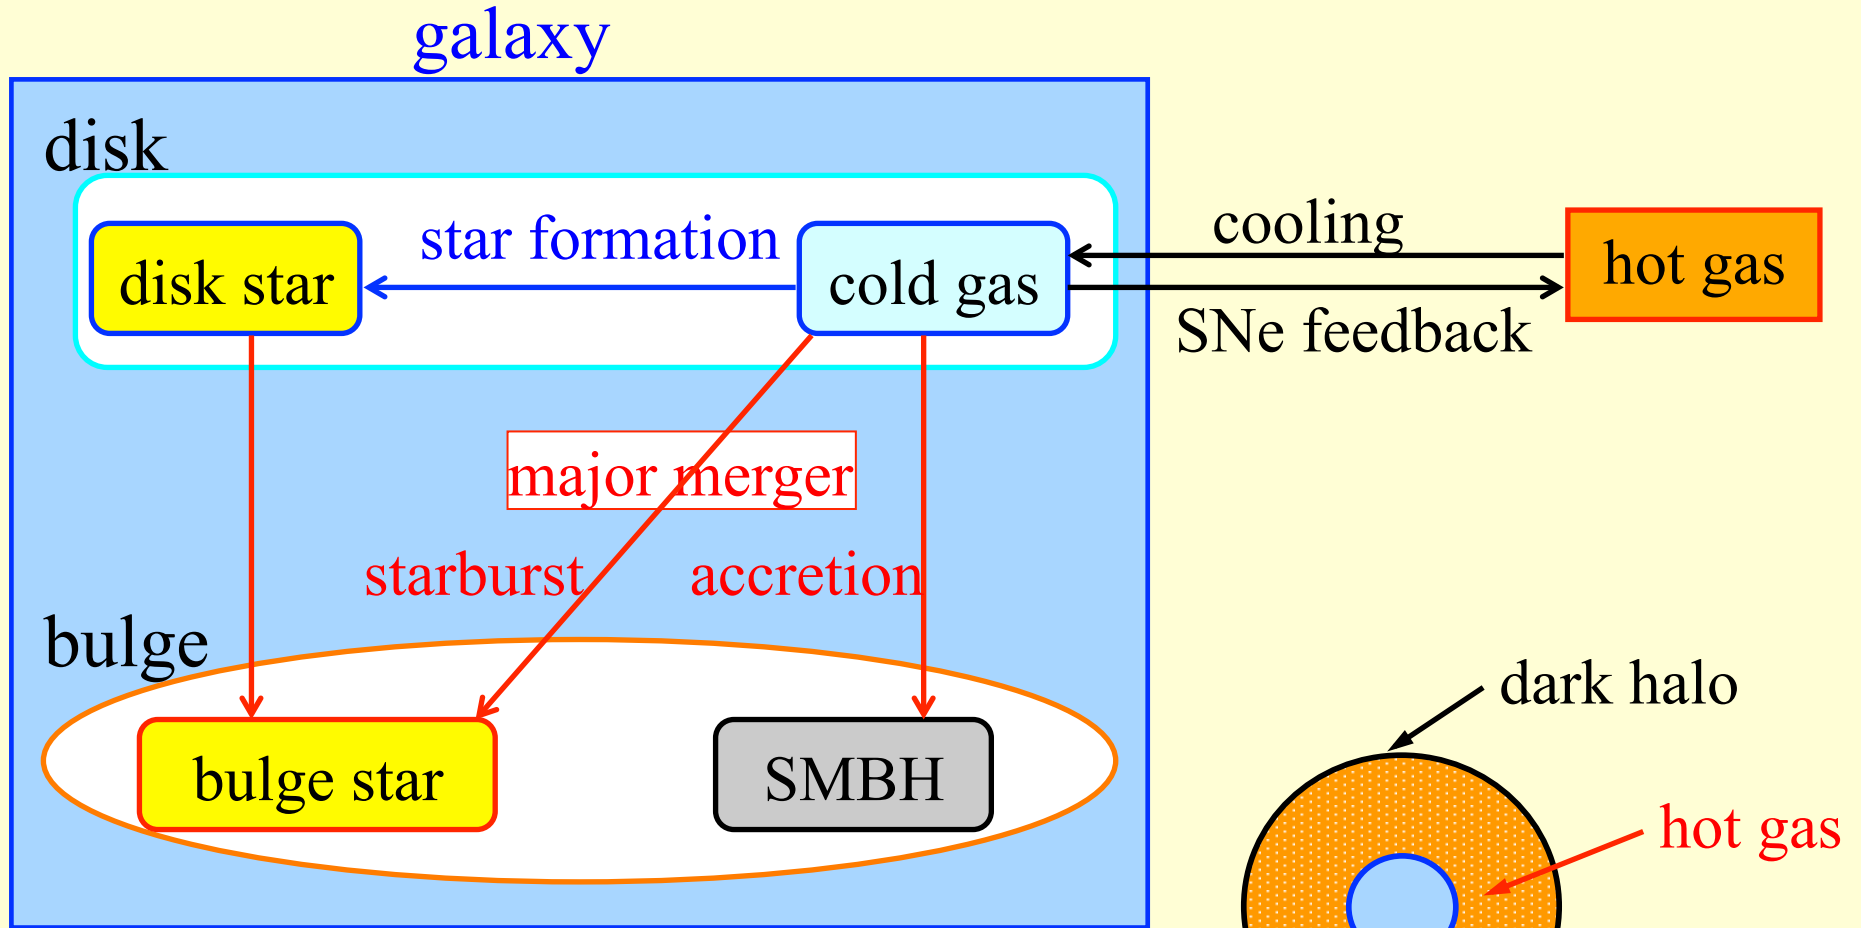 galaxy
disk
disk star
star formation
cold gas
cooling
SNe feedback
hot gas
major merger
starburst
accretion
bulge
bulge star
SMBH
dark halo
hot gas